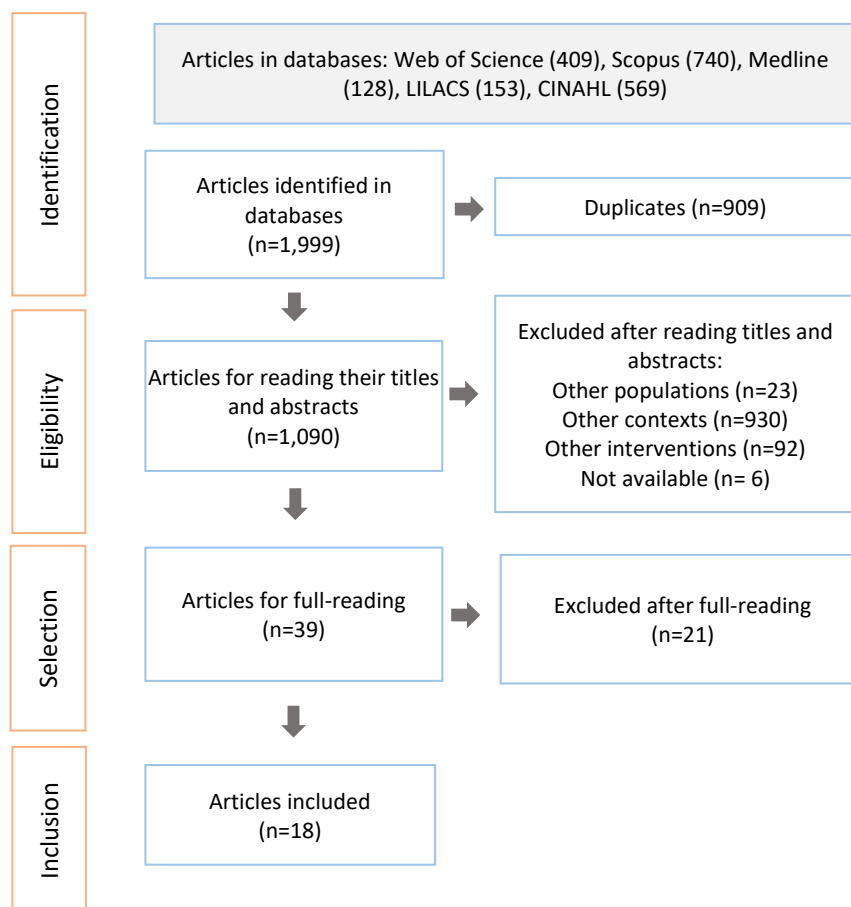 Identification
Articles in databases: Web of Science (409), Scopus (740), Medline
(128), LILACS (153), CINAHL (569)
Articles identified in
databases
(n=1,999)
Duplicates (n=909)
Eligibility
Articles for reading their titles
and abstracts
(n=1,090)
Excluded after reading titles and
abstracts:
Other populations (n=23)
Other contexts (n=930)
Other interventions (n=92)
Not available (n= 6)
Selection
Articles for full-reading
(n=39)
Excluded after full-reading
(n=21)
Inclusion
Articles included
(n=18)